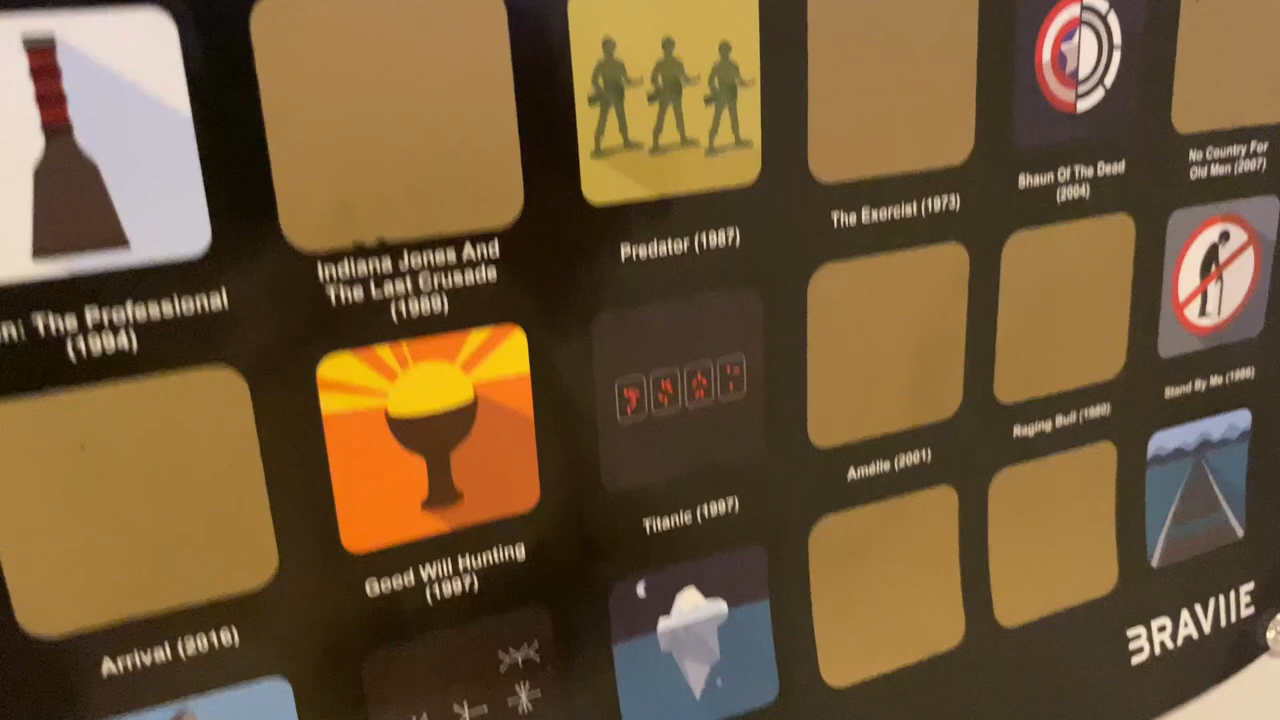 The Professional
(1994)
Indiana Jones And
The Last Crusade
(1989)
Predator (1987)
The Exorcist (1973)
Shaun Of The Dead
(2004)
No Country For
Old Men (2007)
Arrival (2016)
Good Will Hunting
(1997)
Titanic (1997)
Amélie (2001)
Raging Bull (1980)
Stand By Me (1986)
BRAVIIE